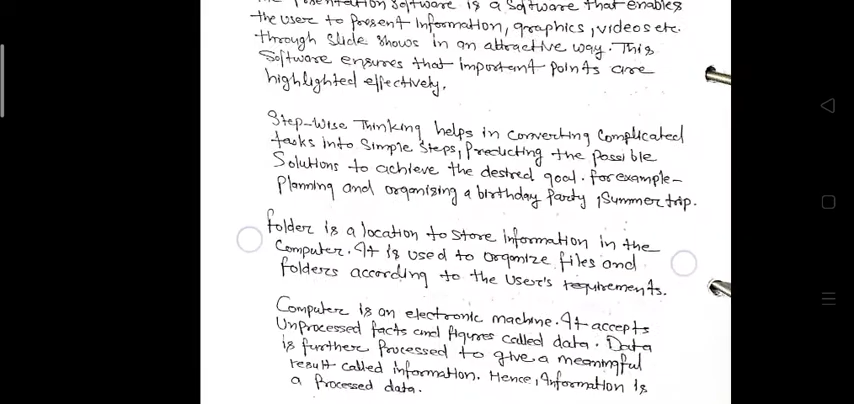 The Presentation Software is a Software that enables
the user to Present Information, graphics, videos etc.
through Slide Shows in an attractive way. This
Software ensures that important Points are
highlighted effectively.
Step-Wise Thinking helps in converting Complicated
tasks into Simple Steps, Predicting the Possible
Solutions to achieve the desired goal. For example-
Planning and organising a birthday Party, Summer trip.
folder is a location to Store information in the
Computer. It is used to organize files and
folders according to the User's requirements.
Computer is an electronic machine. It accepts
Unprocessed facts and figures called data. Data
is further Processed to give a meaningful
result called information. Hence, Information is
a Processed data.